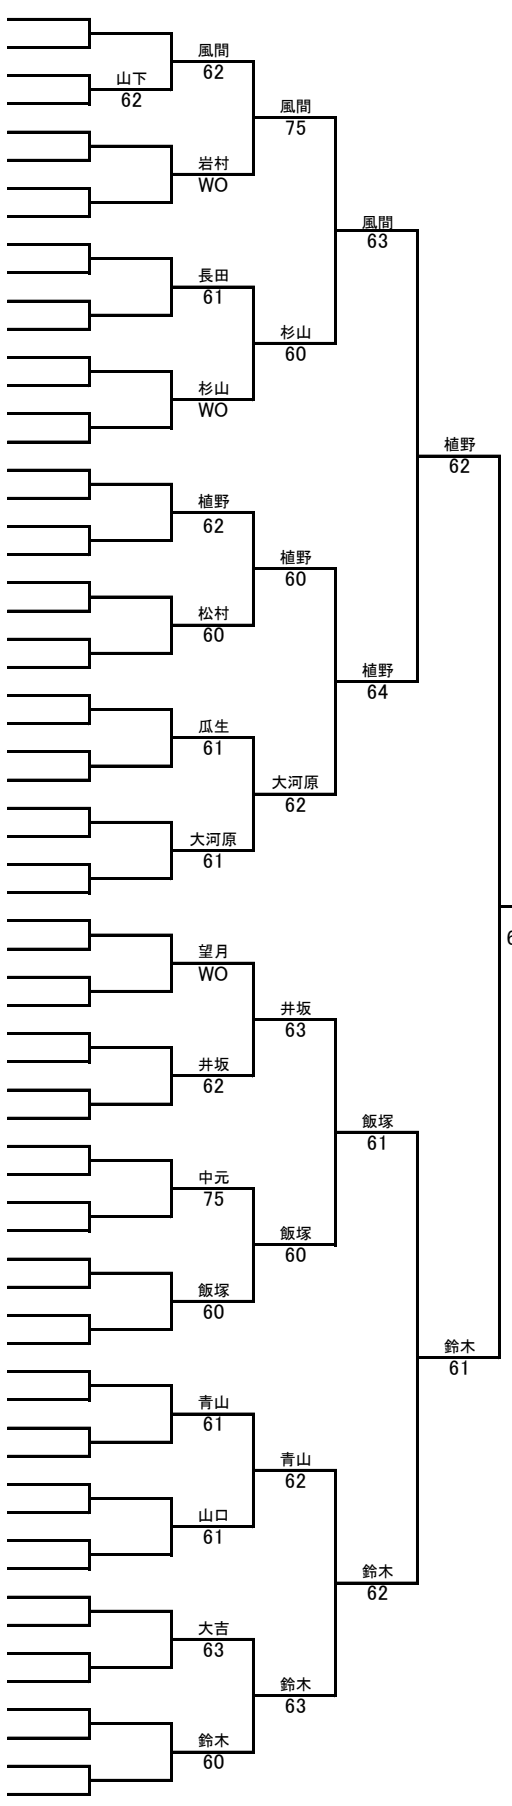 風間
62
山下
62
風間
75
岩村
WO
風間
63
長田
61
杉山
60
杉山
WO
植野
62
植野
62
植野
60
松村
60
植野
64
瓜生
61
大河原
62
大河原
61
望月
WO
井坂
63
井坂
62
飯塚
61
中元
75
飯塚
60
飯塚
60
鈴木
61
青山
61
青山
62
山口
61
鈴木
62
大吉
63
鈴木
63
鈴木
60